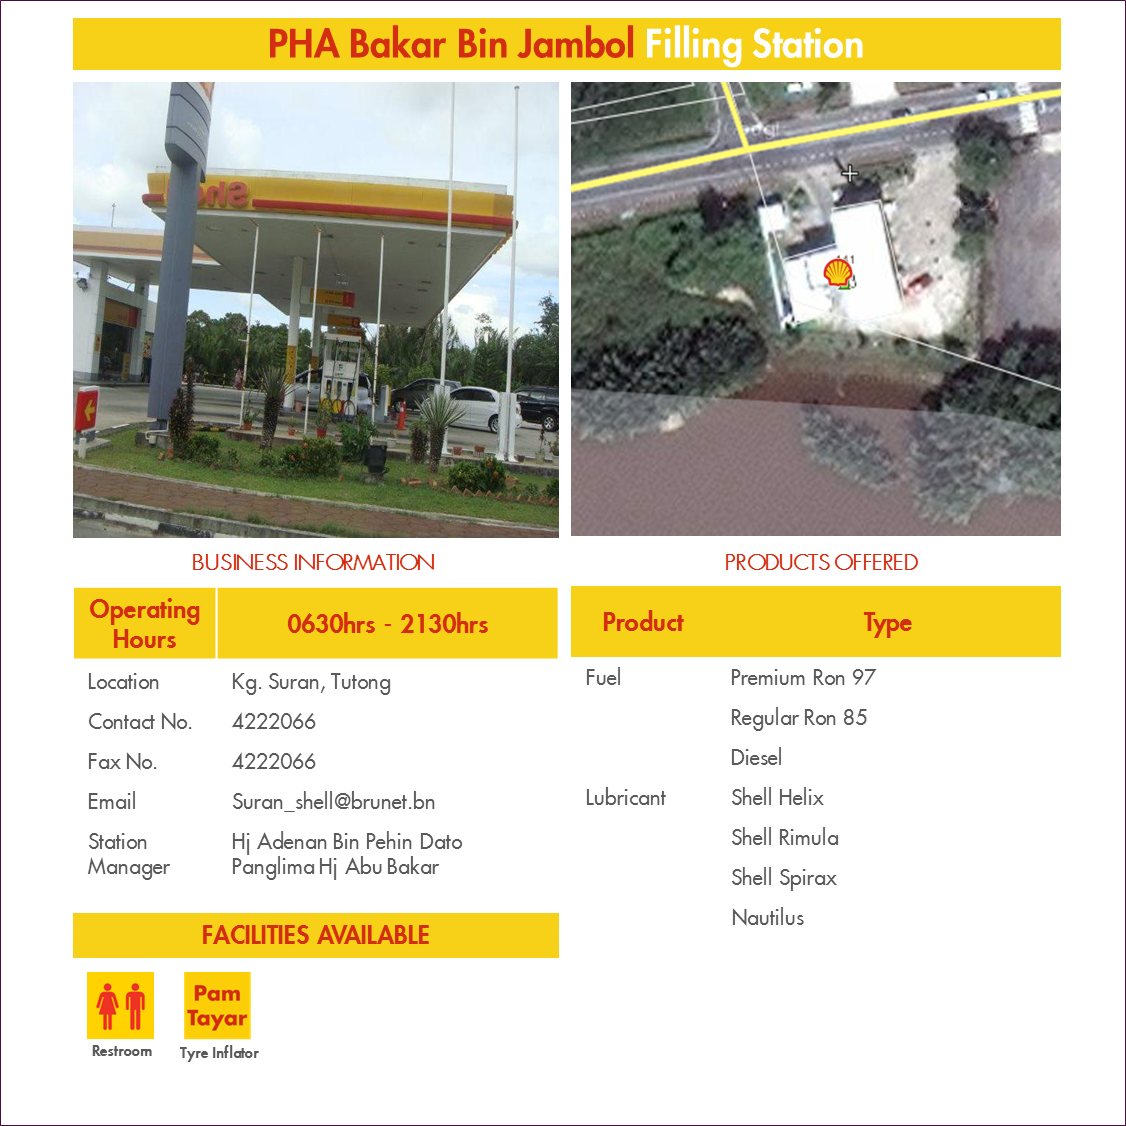 PHA Bakar Bin Jambol Filling Station
BUSINESS INFORMATION
Operating Hours 0630hrs - 2130hrs
Location Kg. Suran, Tutong
Contact No. 4222066
Fax No. 4222066
Email Suran_shell@brunet.bn
Station Manager Hj Adenan Bin Pehin Dato
Panglima Hj Abu Bakar
FACILITIES AVAILABLE
Pam
Tayar
Restroom
Tyre Inflator
PRODUCTS OFFERED
Product Type
Fuel Premium Ron 97
Regular Ron 85
Diesel
Lubricant Shell Helix
Shell Rimula
Shell Spirax
Nautilus